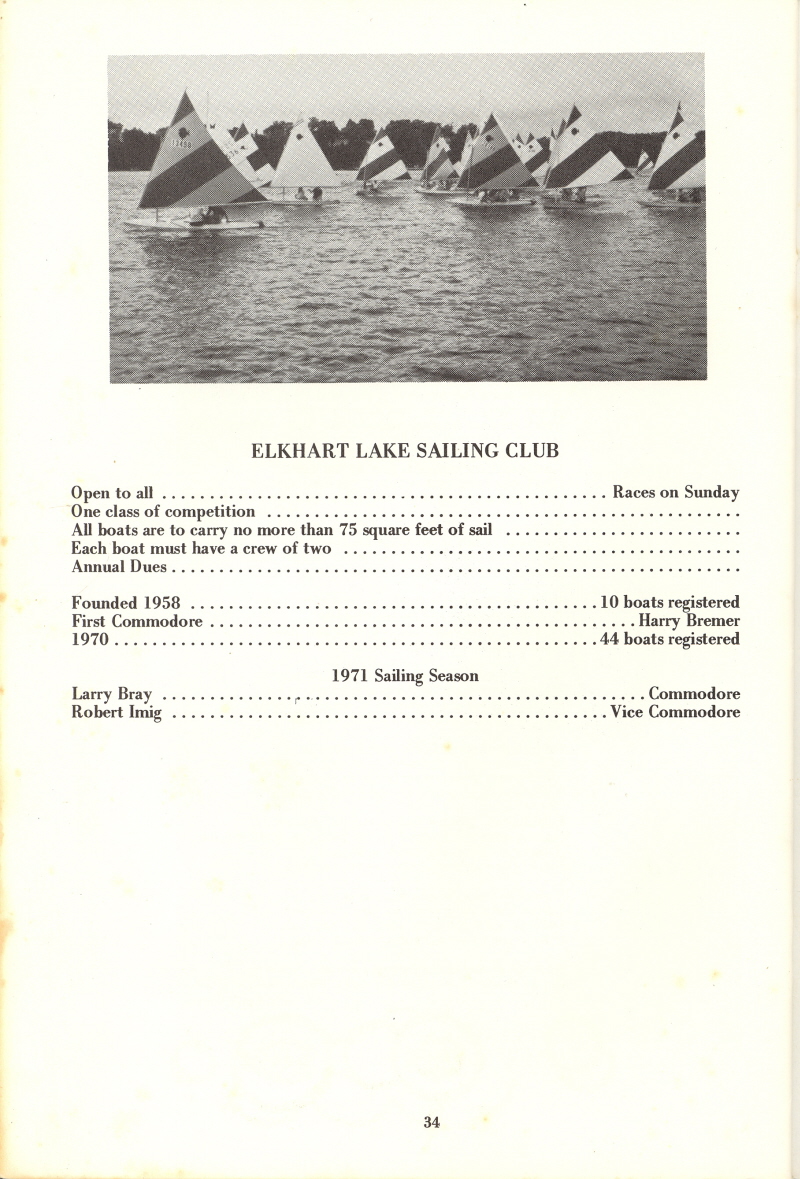 13498
ELKHART LAKE SAILING CLUB
Open to all ............................................... Races on Sunday
One class of competition ..................................................
All boats are to carry no more than 75 square feet of sail .........................
Each boat must have a crew of two ..........................................
Annual Dues ............................................................
Founded 1958 ........................................... 10 boats registered
First Commodore ............................................. Harry Bremer
1970 ................................................... 44 boats registered
1971 Sailing Season
Larry Bray ................................................... Commodore
Robert Imig .............................................. Vice Commodore
34